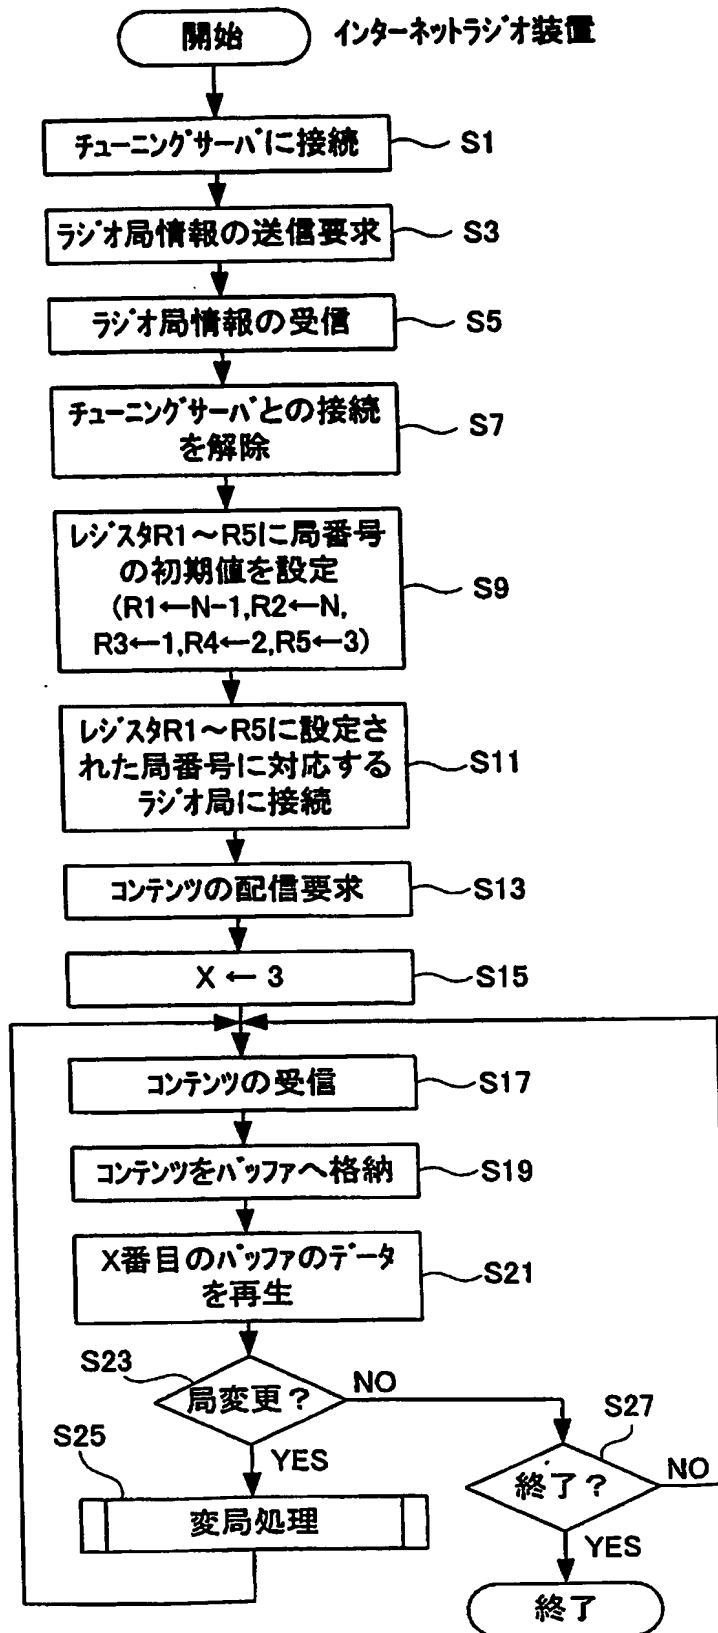 開始
インターネットラジオ装置
チューニングサーバに接続
S1
ラジオ局情報の送信要求
S3
ラジオ局情報の受信
S5
チューニングサーバとの接続
を解除
S7
レジスタR1～R5に局番号
の初期値を設定
(R1←N-1,R2←N,
R3←1,R4←2,R5←3)
S9
レジスタR1～R5に設定さ
れた局番号に対応する
ラジオ局に接続
S11
コンテンツの配信要求
S13
X ← 3
S15
コンテンツの受信
S17
コンテンツをバッファへ格納
S19
X番目のバッファのデータ
を再生
S21
S23
局変更？
NO
YES
S27
終了？
NO
YES
S25
変局処理
終了